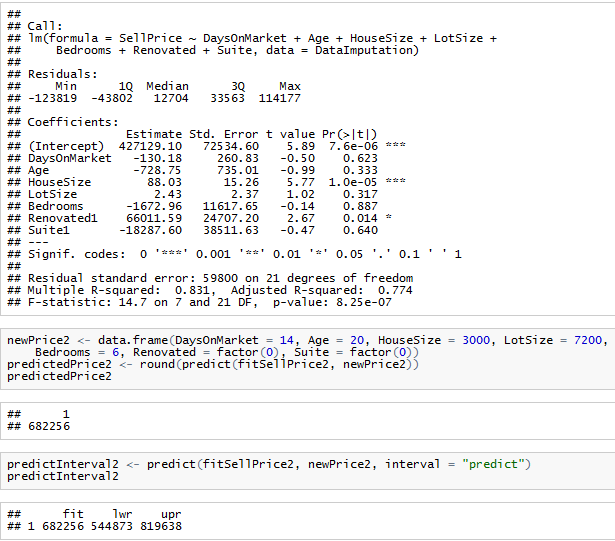 ##
## Call:
## lm(formula = SellPrice ~ DaysOnMarket + Age + HouseSize + LotSize +
##     Bedrooms + Renovated + Suite, data = DataImputation)
##
## Residuals:
##     Min      1Q  Median      3Q     Max
## -123819  -43802   12704   33563  114177
##
## Coefficients:
##              Estimate Std. Error t value Pr(>|t|)
## (Intercept)  427129.10   72534.60    5.89  7.6e-06 ***
## DaysOnMarket   -130.18     260.83   -0.50    0.623
## Age            -728.75     735.01   -0.99    0.333
## HouseSize        88.03      15.26    5.77  1.0e-05 ***
## LotSize           2.43       2.37    1.02    0.317
## Bedrooms      -1672.96   11617.65   -0.14    0.887
## Renovated1    66011.59   24707.20    2.67    0.014 *
## Suite1       -18287.60   38511.63   -0.47    0.640
## ---
## Signif. codes:  0 '***' 0.001 '**' 0.01 '*' 0.05 '.' 0.1 ' ' 1
##
## Residual standard error: 59800 on 21 degrees of freedom
## Multiple R-squared:  0.831,	Adjusted R-squared:  0.774
## F-statistic: 14.7 on 7 and 21 DF,  p-value: 8.25e-07
newPrice2 <- data.frame(DaysOnMarket = 14, Age = 20, HouseSize = 3000, LotSize = 7200,
    Bedrooms = 6, Renovated = factor(0), Suite = factor(0))
predictedPrice2 <- round(predict(fitSellPrice2, newPrice2))
predictedPrice2
##      1
## 682256
predictInterval2 <- predict(fitSellPrice2, newPrice2, interval = "predict")
predictInterval2
##      fit    lwr    upr
## 1 682256 544873 819638